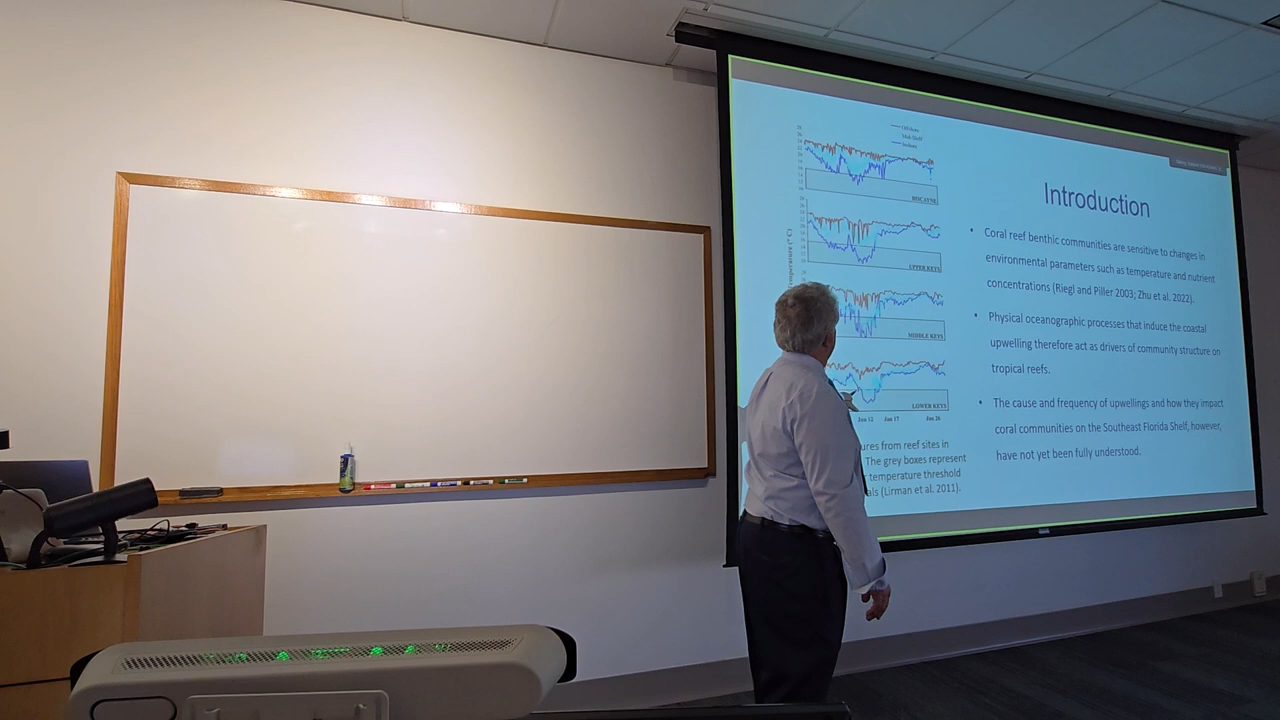 Offshore
Mid-Shelf
Inshore
BISCAYNE
UPPER KEYS
MIDDLE KEYS
LOWER KEYS
Temperature (° C)
Jan 12 Jan 17 Jan 26
ures from reef sites in
The grey boxes represent
temperature threshold
als (Lirman et al. 2011).
Introduction
• Coral reef benthic communities are sensitive to changes in
environmental parameters such as temperature and nutrient
concentrations (Riegl and Piller 2003; Zhu et al. 2022).
• Physical oceanographic processes that induce the coastal
upwelling therefore act as drivers of community structure on
tropical reefs.
• The cause and frequency of upwellings and how they impact
coral communities on the Southeast Florida Shelf, however,
have not yet been fully understood.